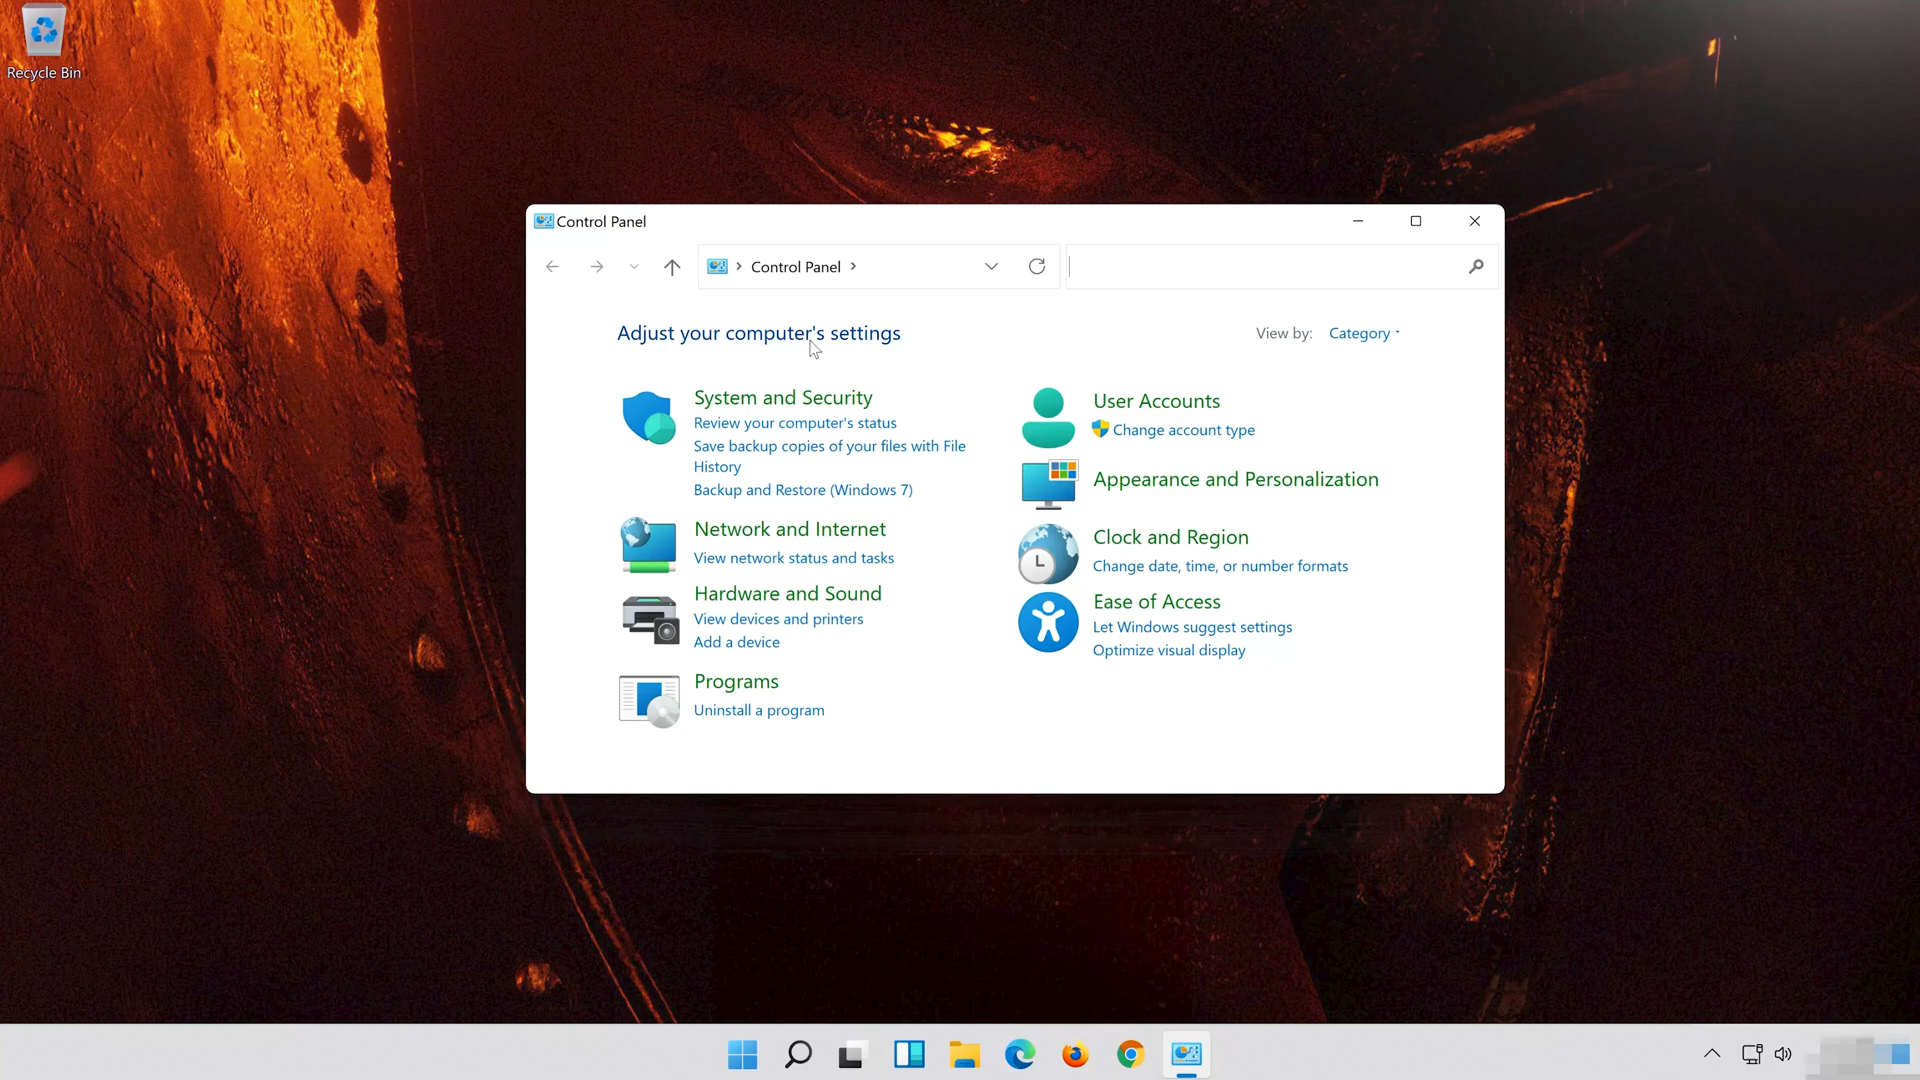 Recycle Bin
Control Panel
Control Panel
Adjust your computer's settings
View by: Category
System and Security
Review your computer's status
Save backup copies of your files with File
History
Backup and Restore (Windows 7)
Network and Internet
View network status and tasks
Hardware and Sound
View devices and printers
Add a device
Programs
Uninstall a program
User Accounts
Change account type
Appearance and Personalization
Clock and Region
Change date, time, or number formats
Ease of Access
Let Windows suggest settings
Optimize visual display